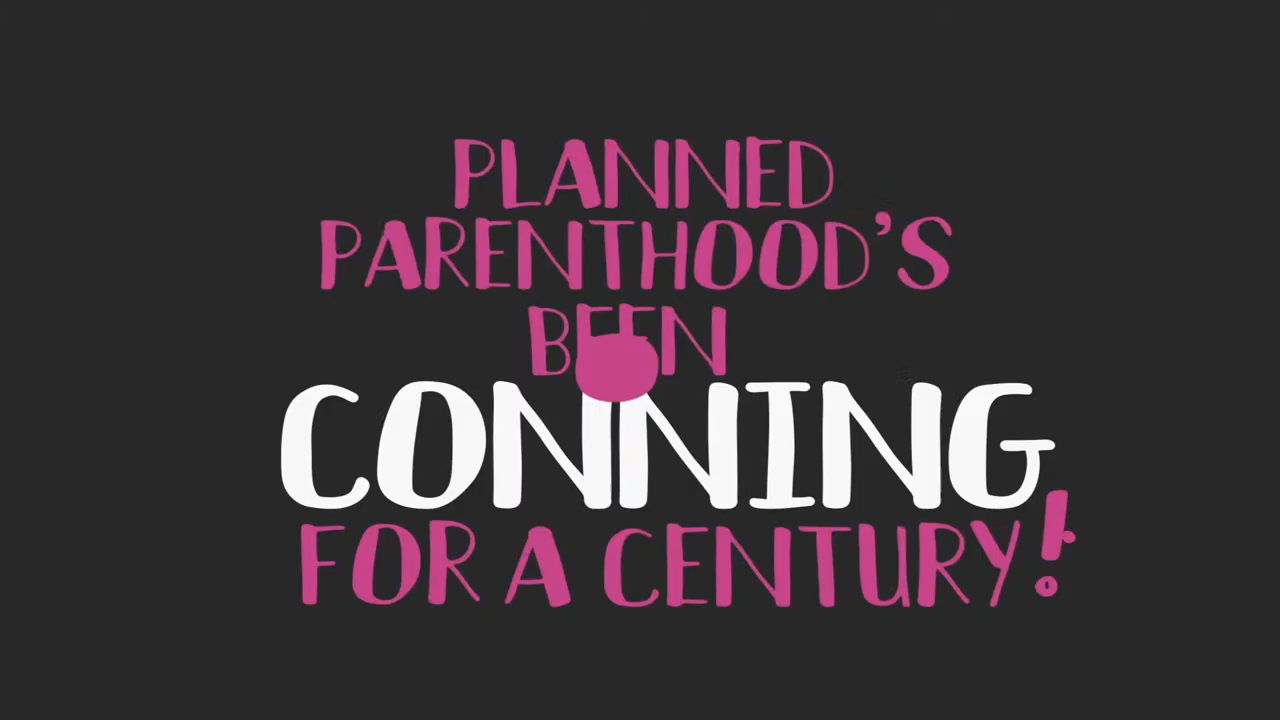 PLANNED
PARENTHOOD'S
BEEN
CONNING
FOR A CENTURY!